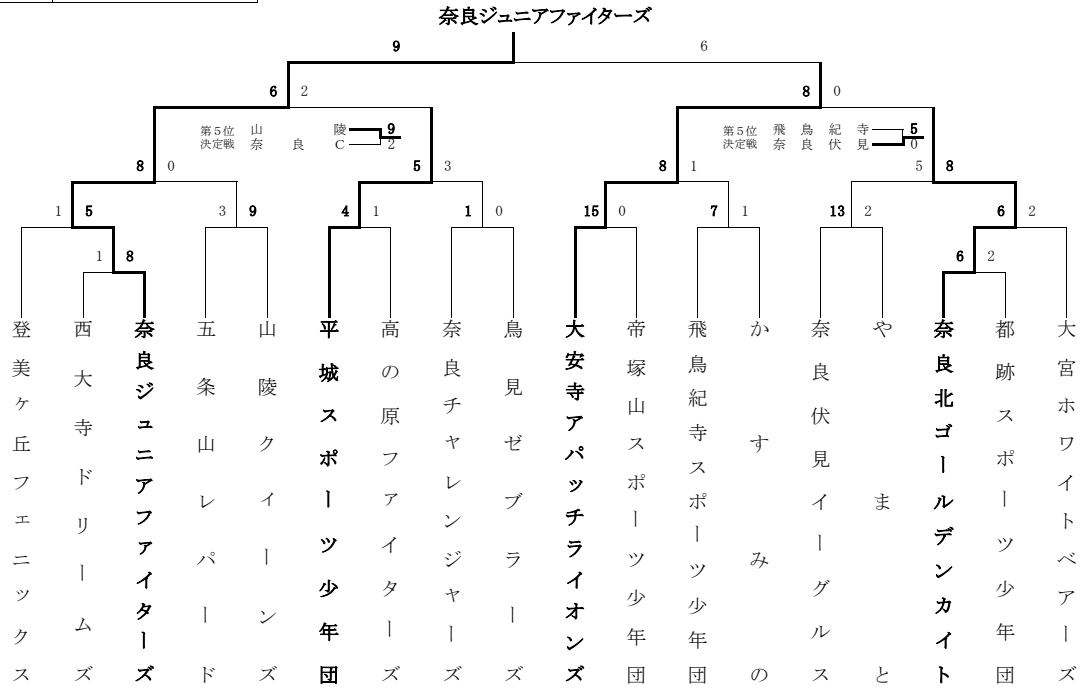 奈良ジュニアファイターズ
9 6
6 2 8 0
第5位 山 陵 9 第5位 飛鳥紀寺 5
決定戦 奈良C 2 決定戦 奈良伏見 0
8 0 5 3 8 1 5 8
1 5 3 9 4 1 1 0 15 0 7 1 13 2 6 2
1 8 6 2
登美ヶ丘フェニックス
西大寺ドリームズ
奈良ジュニアファイターズ
五条山レパード
山陵クィーンズ
平城スポーツ少年団
高の原ファイターズ
奈良チャレンジャーズ
鳥見ゼブラーズ
大安寺アパッチライオンズ
帝塚山スポーツ少年団
飛鳥紀寺スポーツ少年団
かすみの
奈良伏見イーグルス
やまと
奈良北ゴールデンカイト
都跡スポーツ少年団
大宮ホワイトベアーズ